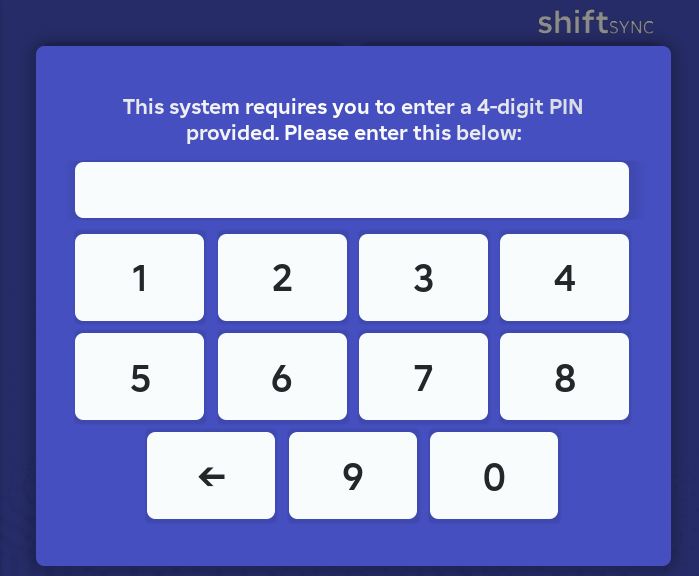 shiftSYNC
This system requires you to enter a 4-digit PIN
provided. Please enter this below:
1 2 3 4
5 6 7 8
← 9 0